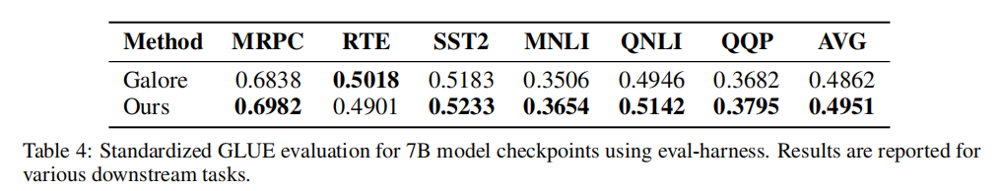 Method MRPC RTE SST2 MNLI QNLI QQP AVG
Galore 0.6838 0.5018 0.5183 0.3506 0.4946 0.3682 0.4862
Ours 0.6982 0.4901 0.5233 0.3654 0.5142 0.3795 0.4951
Table 4: Standardized GLUE evaluation for 7B model checkpoints using eval-harness. Results are reported for
various downstream tasks.